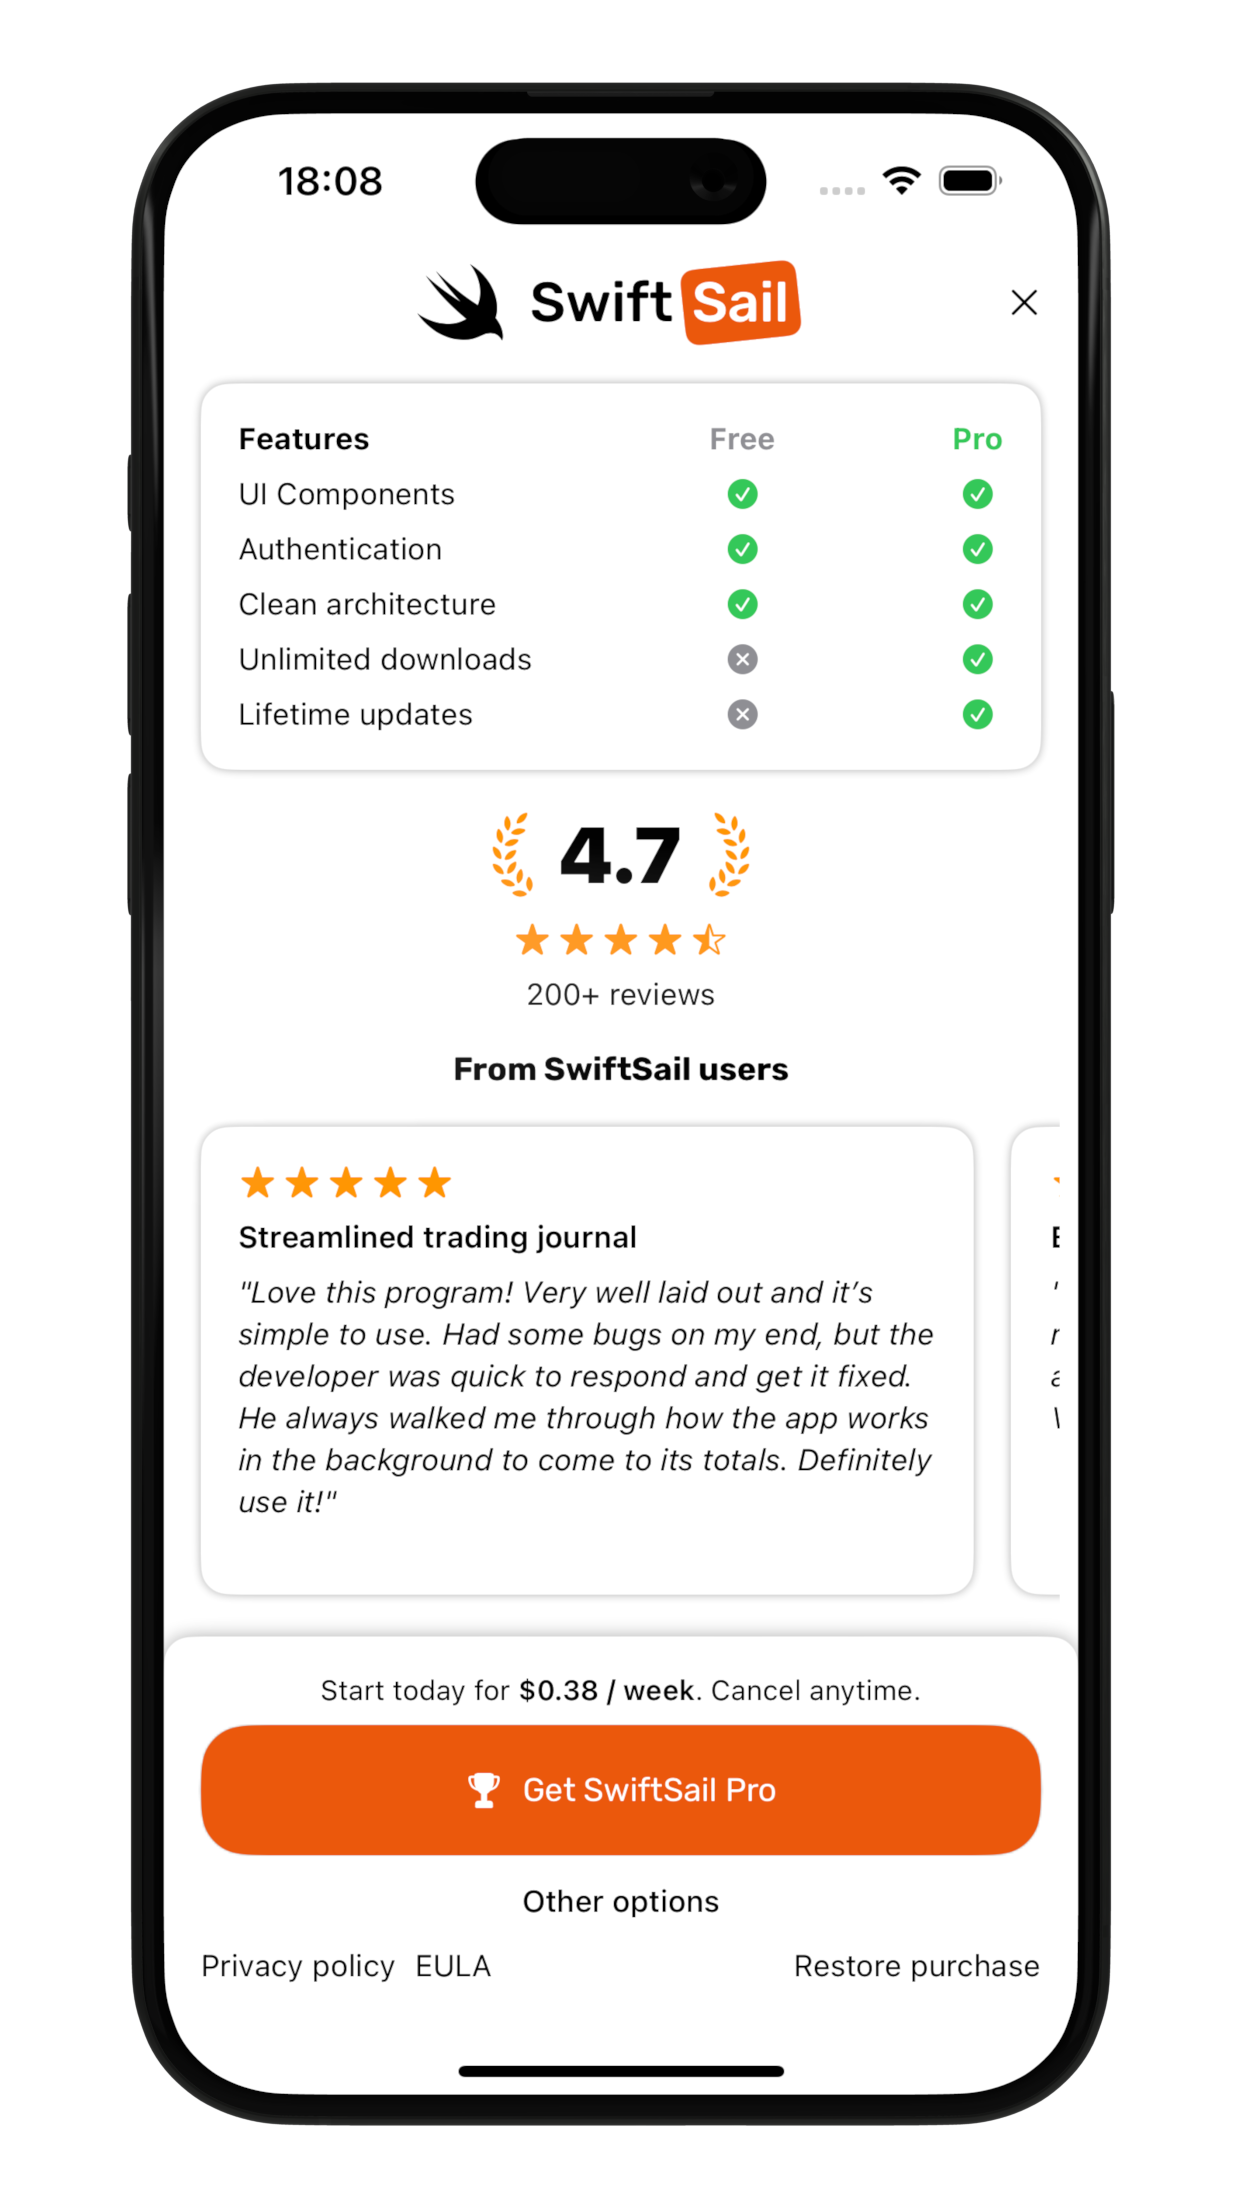 18:08
Swift Sail
Features Free Pro
UI Components
Authentication
Clean architecture
Unlimited downloads
Lifetime updates
4.7
200+ reviews
From SwiftSail users
Streamlined trading journal
"Love this program! Very well laid out and it’s
simple to use. Had some bugs on my end, but the
developer was quick to respond and get it fixed.
He always walked me through how the app works
in the background to come to its totals. Definitely
use it!"
Start today for $0.38 / week. Cancel anytime.
Get SwiftSail Pro
Other options
Privacy policy EULA Restore purchase